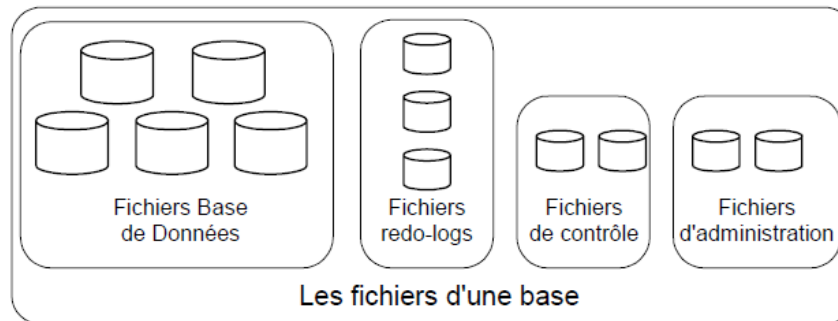 Fichiers Base
de Données
Fichiers
redo-logs
Fichiers
de contrôle
Fichiers
d'administration
Les fichiers d'une base